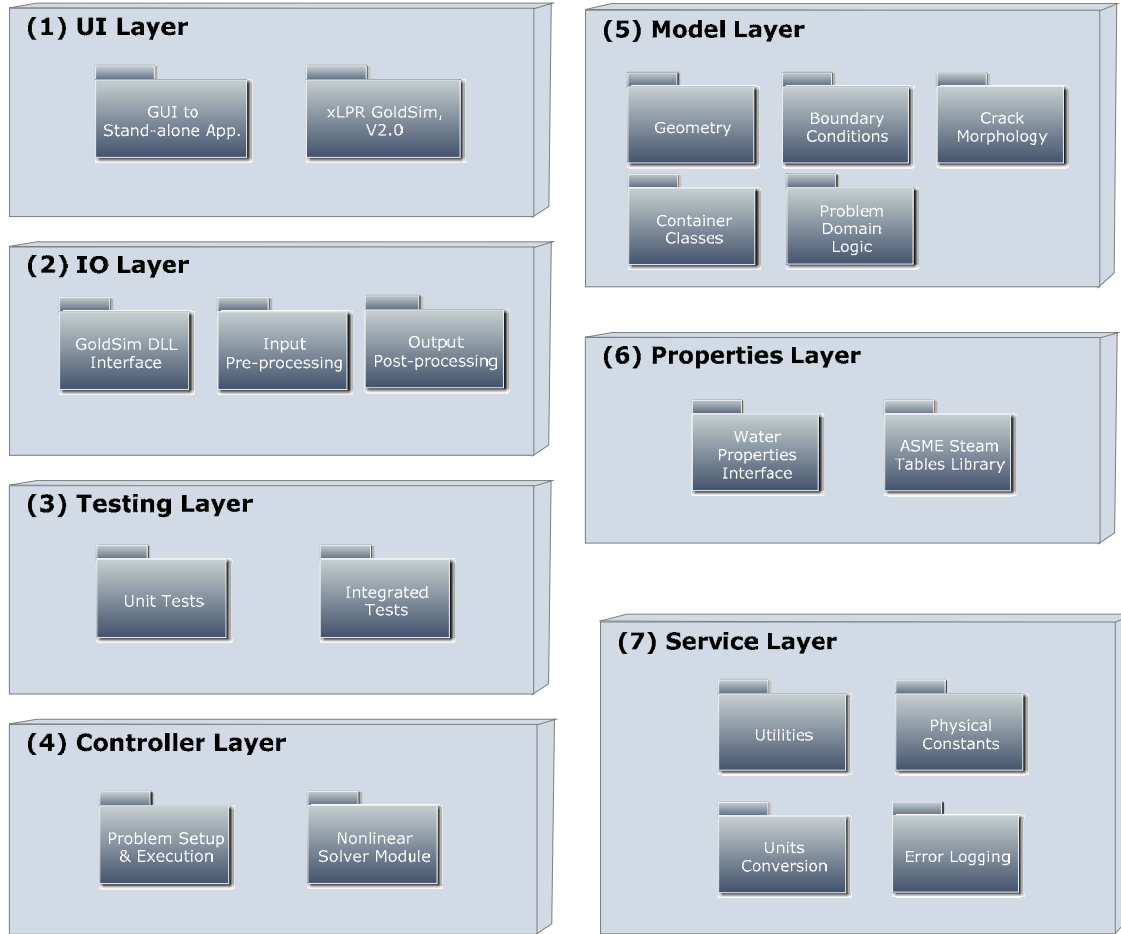 (1) UI Layer
GUI to
Stand-alone App.
xLPR GoldSim,
V2.0
(2) IO Layer
GoldSim DLL
Interface
Input
Pre-processing
Output
Post-processing
(3) Testing Layer
Unit Tests
Integrated
Tests
(4) Controller Layer
Problem Setup
& Execution
Nonlinear
Solver Module
(5) Model Layer
Geometry
Boundary
Conditions
Crack
Morphology
Container
Classes
Problem
Domain
Logic
(6) Properties Layer
Water
Properties
Interface
ASME Steam
Tables Library
(7) Service Layer
Utilities
Physical
Constants
Units
Conversion
Error Logging